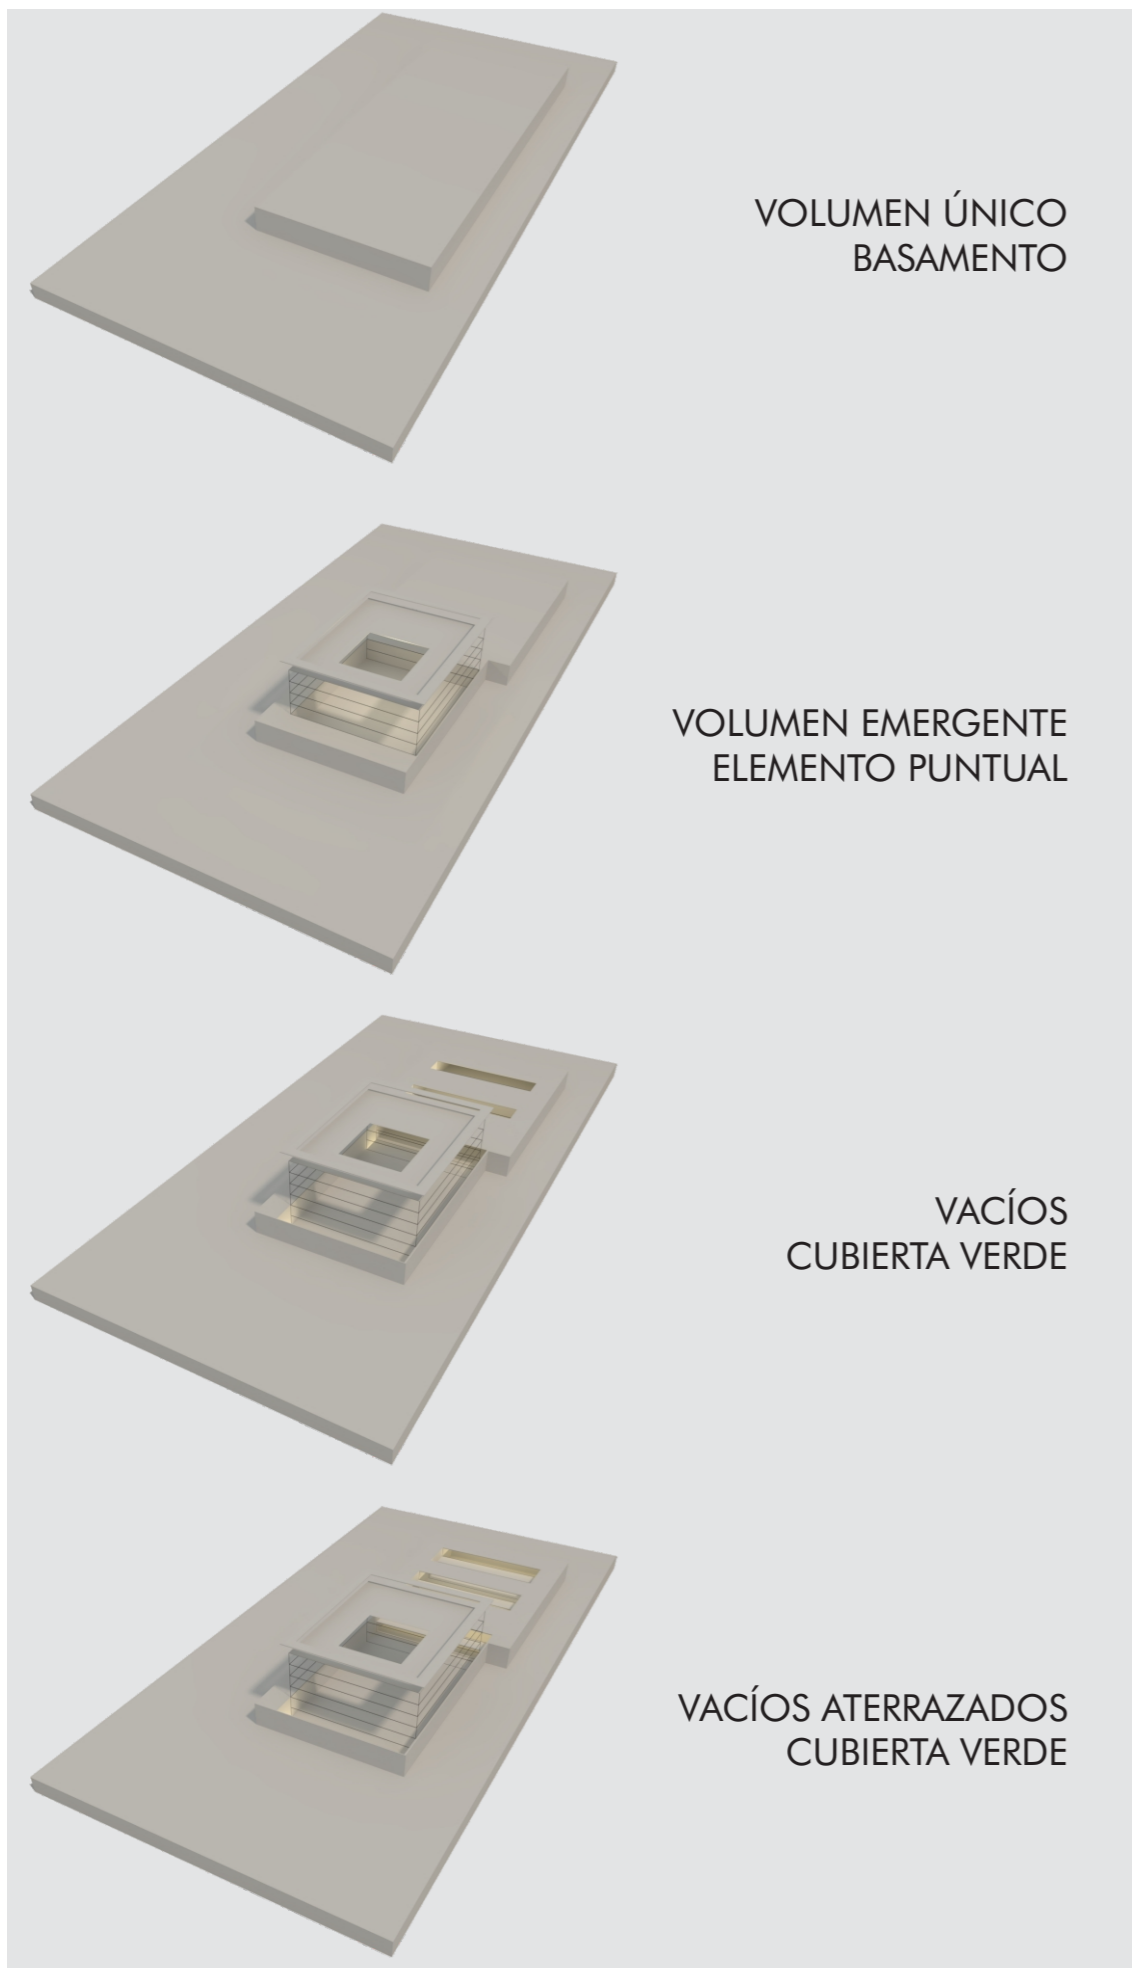 VOLUMEN ÚNICO
BASAMENTO
VOLUMEN EMERGENTE
ELEMENTO PUNTUAL
VACÍOS
CUBIERTA VERDE
VACÍOS ATERRAZADOS
CUBIERTA VERDE